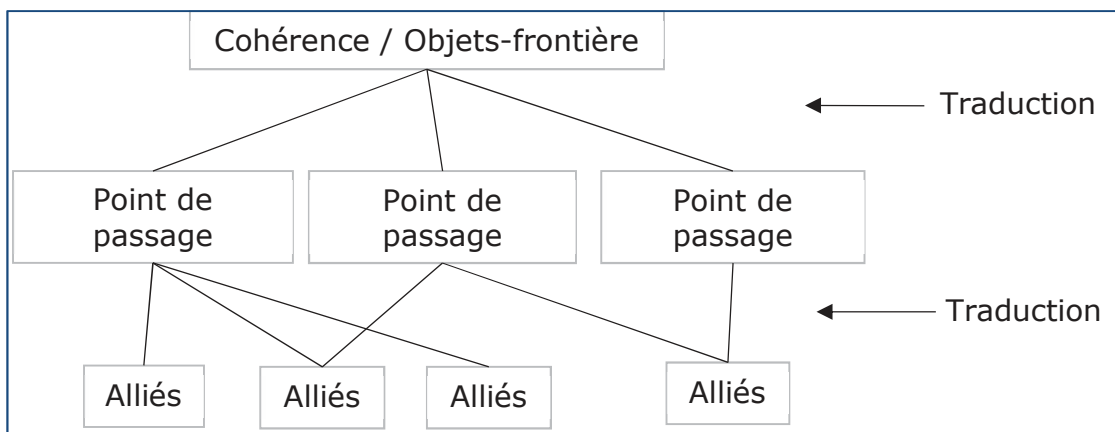 Cohérence / Objets-frontière
Traduction
Point de
passage
Point de
passage
Point de
passage
Traduction
Alliés
Alliés
Alliés
Alliés